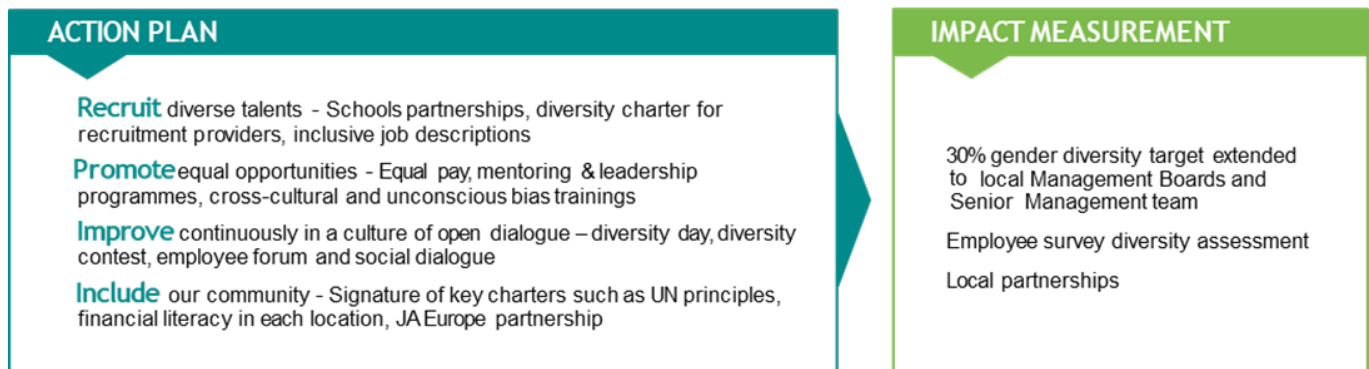 ACTION PLAN
Recruit diverse talents - Schools partnerships, diversity charter for
recruitment providers, inclusive job descriptions
Promote equal opportunities - Equal pay, mentoring & leadership
programmes, cross-cultural and unconscious bias trainings
Improve continuously in a culture of open dialogue – diversity day, diversity
contest, employee forum and social dialogue
Include our community - Signature of key charters such as UN principles,
financial literacy in each location, JA Europe partnership
IMPACT MEASUREMENT
30% gender diversity target extended
to local Management Boards and
Senior Management team
Employee survey diversity assessment
Local partnerships